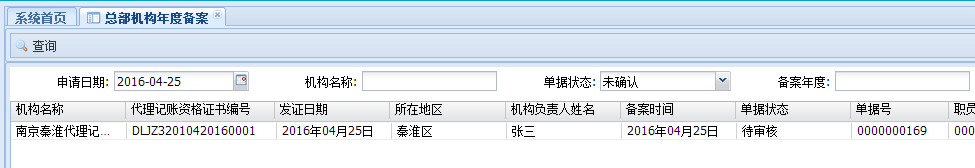 系统首页 总部机构年度备案
查询
申请日期: 2016-04-25 机构名称: 单据状态: 未确认 备案年度:
机构名称 代理记账资格证书编号 发证日期 所在地区 机构负责人姓名 备案时间 单据状态 单据号 职员
南京秦淮代理记... DLJZ32010420160001 2016年04月25日 秦淮区 张三 2016年04月25日 待审核 0000000169 000